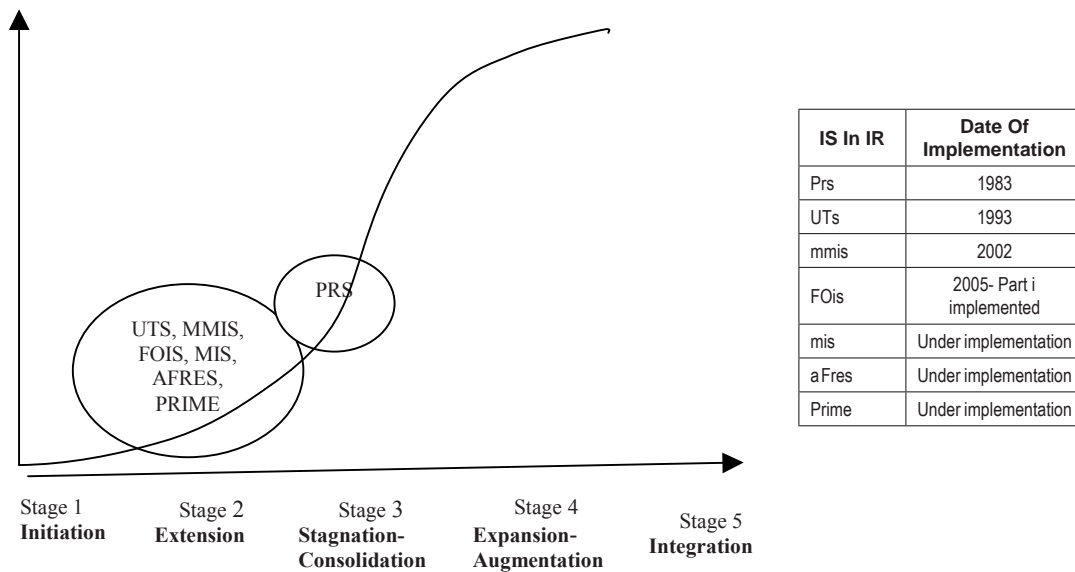 PRS
UTS, MMIS,
FOIS, MIS,
AFRES,
PRIME
Stage 1
Initiation
Stage 2
Extension
Stage 3
Stagnation-
Consolidation
Stage 4
Expansion-
Augmentation
Stage 5
Integration
IS In IR
Date Of
Implementation
Prs
1983
UTs
1993
mmis
2002
FOis
2005- Part i
implemented
mis
Under implementation
aFres
Under implementation
Prime
Under implementation